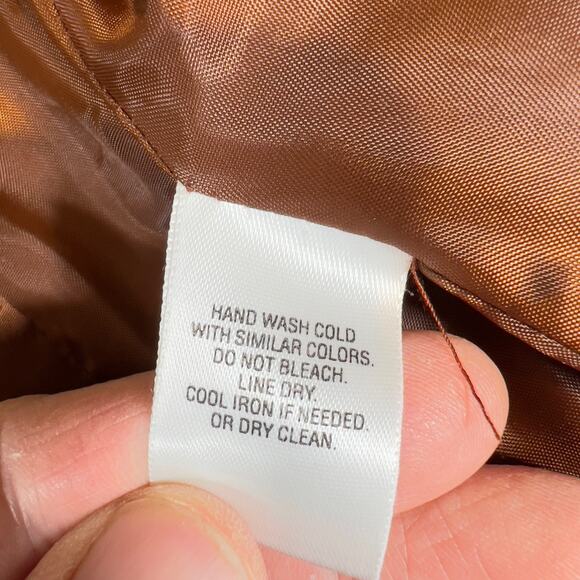 HAND WASH COLD
WITH SIMILAR COLORS.
DO NOT BLEACH.
LINE DRY.
COOL IRON IF NEEDED.
OR DRY CLEAN.